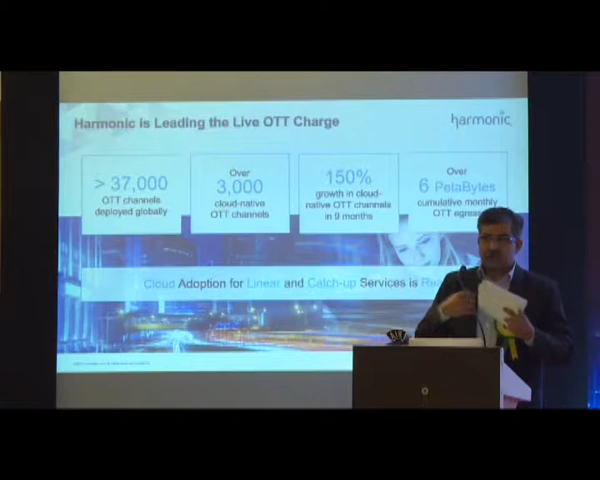 Harmonic is Leading the Live OTT Charge
harmonic
> 37,000
OTT channels
deployed globally
Over
3,000
cloud-native
OTT channels
150%
growth in cloud-
native OTT channels
in 9 months
Over
6 PetaBytes
cumulative monthly
OTT egress
Cloud Adoption for Linear and Catch-up Services is